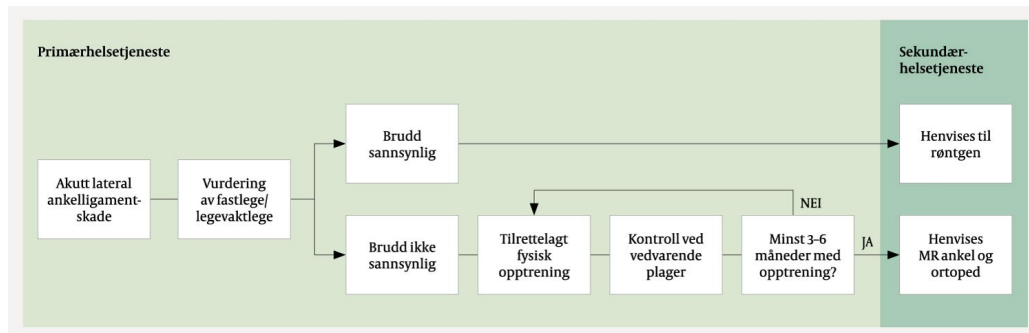 Primærhelsetjeneste
Sekundær-
helsetjeneste
Akutt lateral
ankelligament-
skade
Vurdering
av fastlege/
legevaktlege
Brudd
sannsynlig
Henvises til
røntgen
Brudd ikke
sannsynlig
Tilrettelagt
fysisk
opptrening
Kontroll ved
vedvarende
plager
NEI
Minst 3–6
måneder med
opptrening?
JA
Henvises
MR ankel og
ortoped